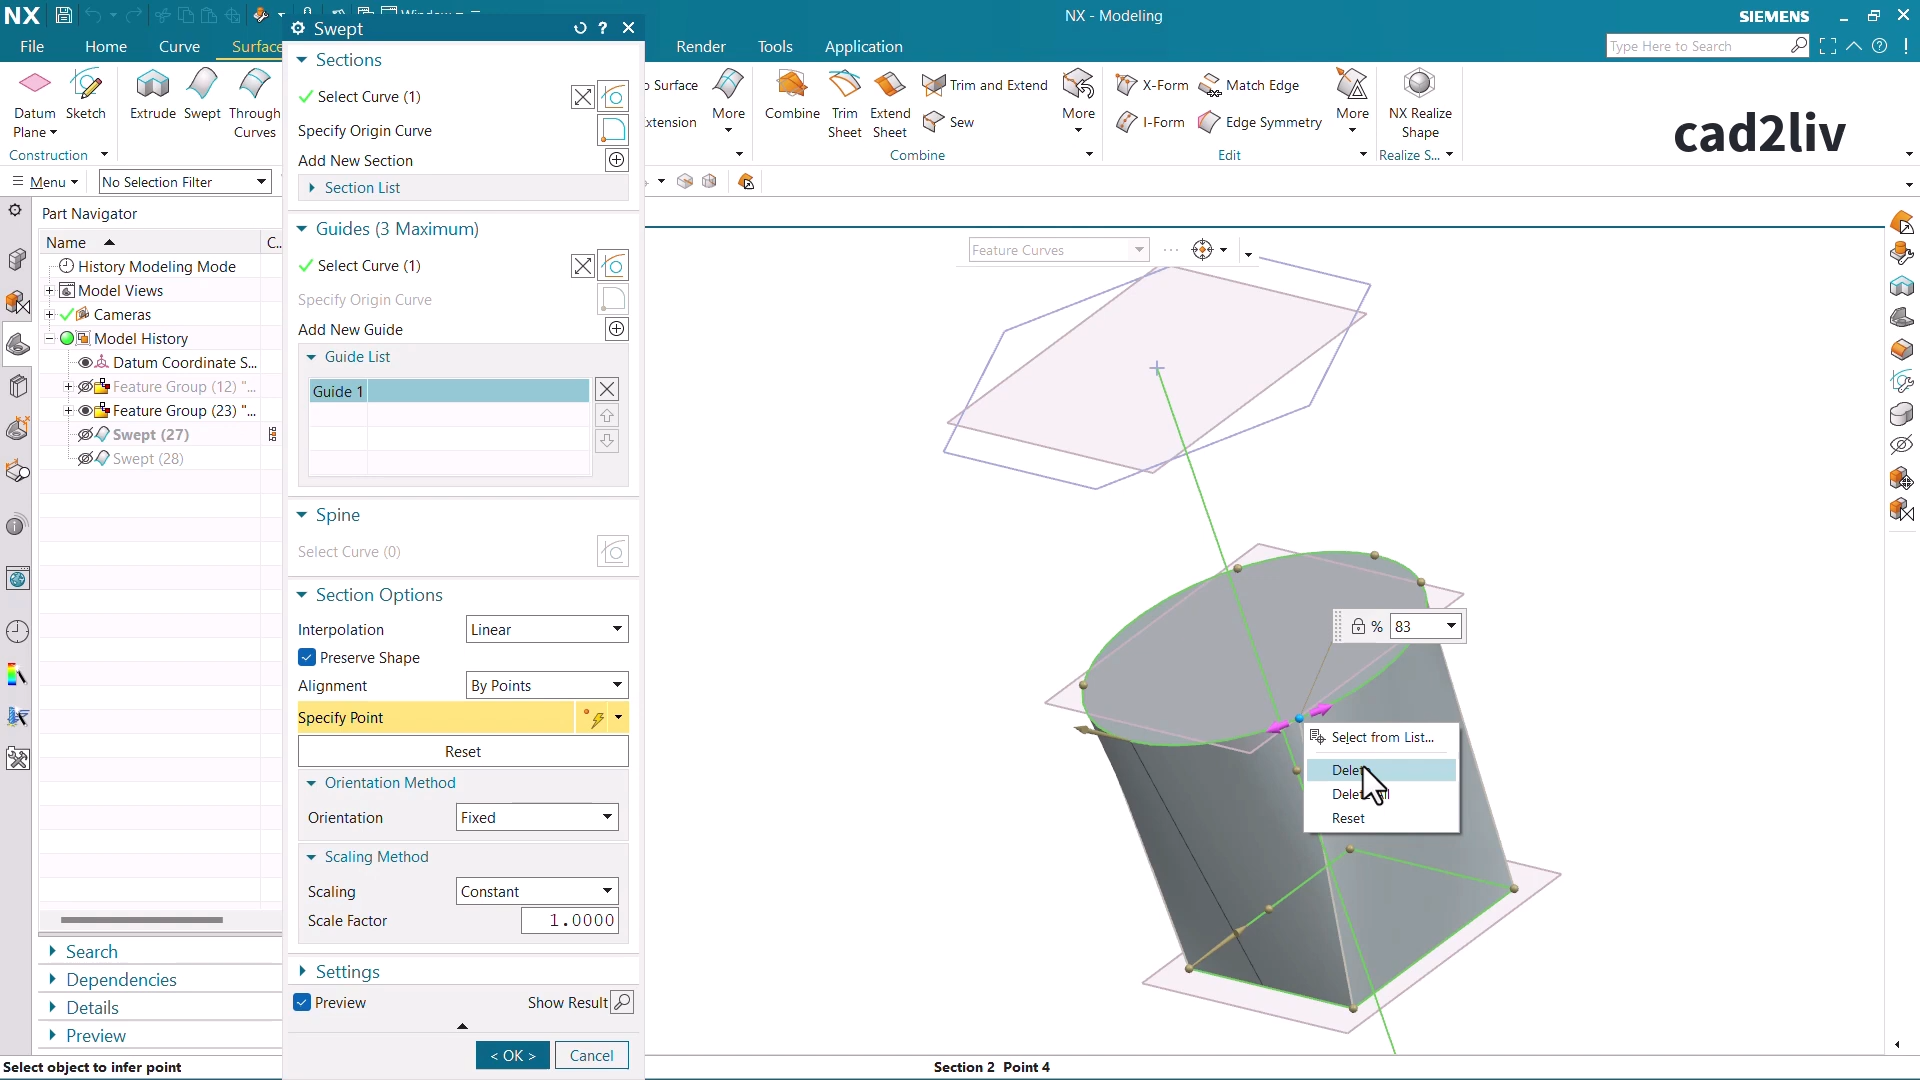 NX
Window
Swept
NX - Modeling
SIEMENS
File
Home
Curve
Surface
Render
Tools
Application
Type Here to Search
Datum Plane
Sketch
Extrude
Swept
Through Curves
Surface
xtension
More
Combine
Trim Sheet
Extend Sheet
Trim and Extend
Sew
More
X-Form
I-Form
Match Edge
Edge Symmetry
More
NX Realize Shape
cad2liv
Construction
Combine
Edit
Realize S...
Menu
No Selection Filter
Part Navigator
Name
C...
History Modeling Mode
Model Views
Cameras
Model History
Datum Coordinate S...
Feature Group (12) "...
Feature Group (23) "...
Swept (27)
Swept (28)
Search
Dependencies
Details
Preview
Sections
Select Curve (1)
Specify Origin Curve
Add New Section
Section List
Guides (3 Maximum)
Select Curve (1)
Specify Origin Curve
Add New Guide
Guide List
Guide 1
Spine
Select Curve (0)
Section Options
Interpolation Linear
Preserve Shape
Alignment By Points
Specify Point
Reset
Orientation Method
Orientation Fixed
Scaling Method
Scaling Constant
Scale Factor 1.0000
Settings
Preview Show Result
< OK > Cancel
Feature Curves
% 83
Select from List...
Delete
Delete All
Reset
Select object to infer point
Section 2 Point 4